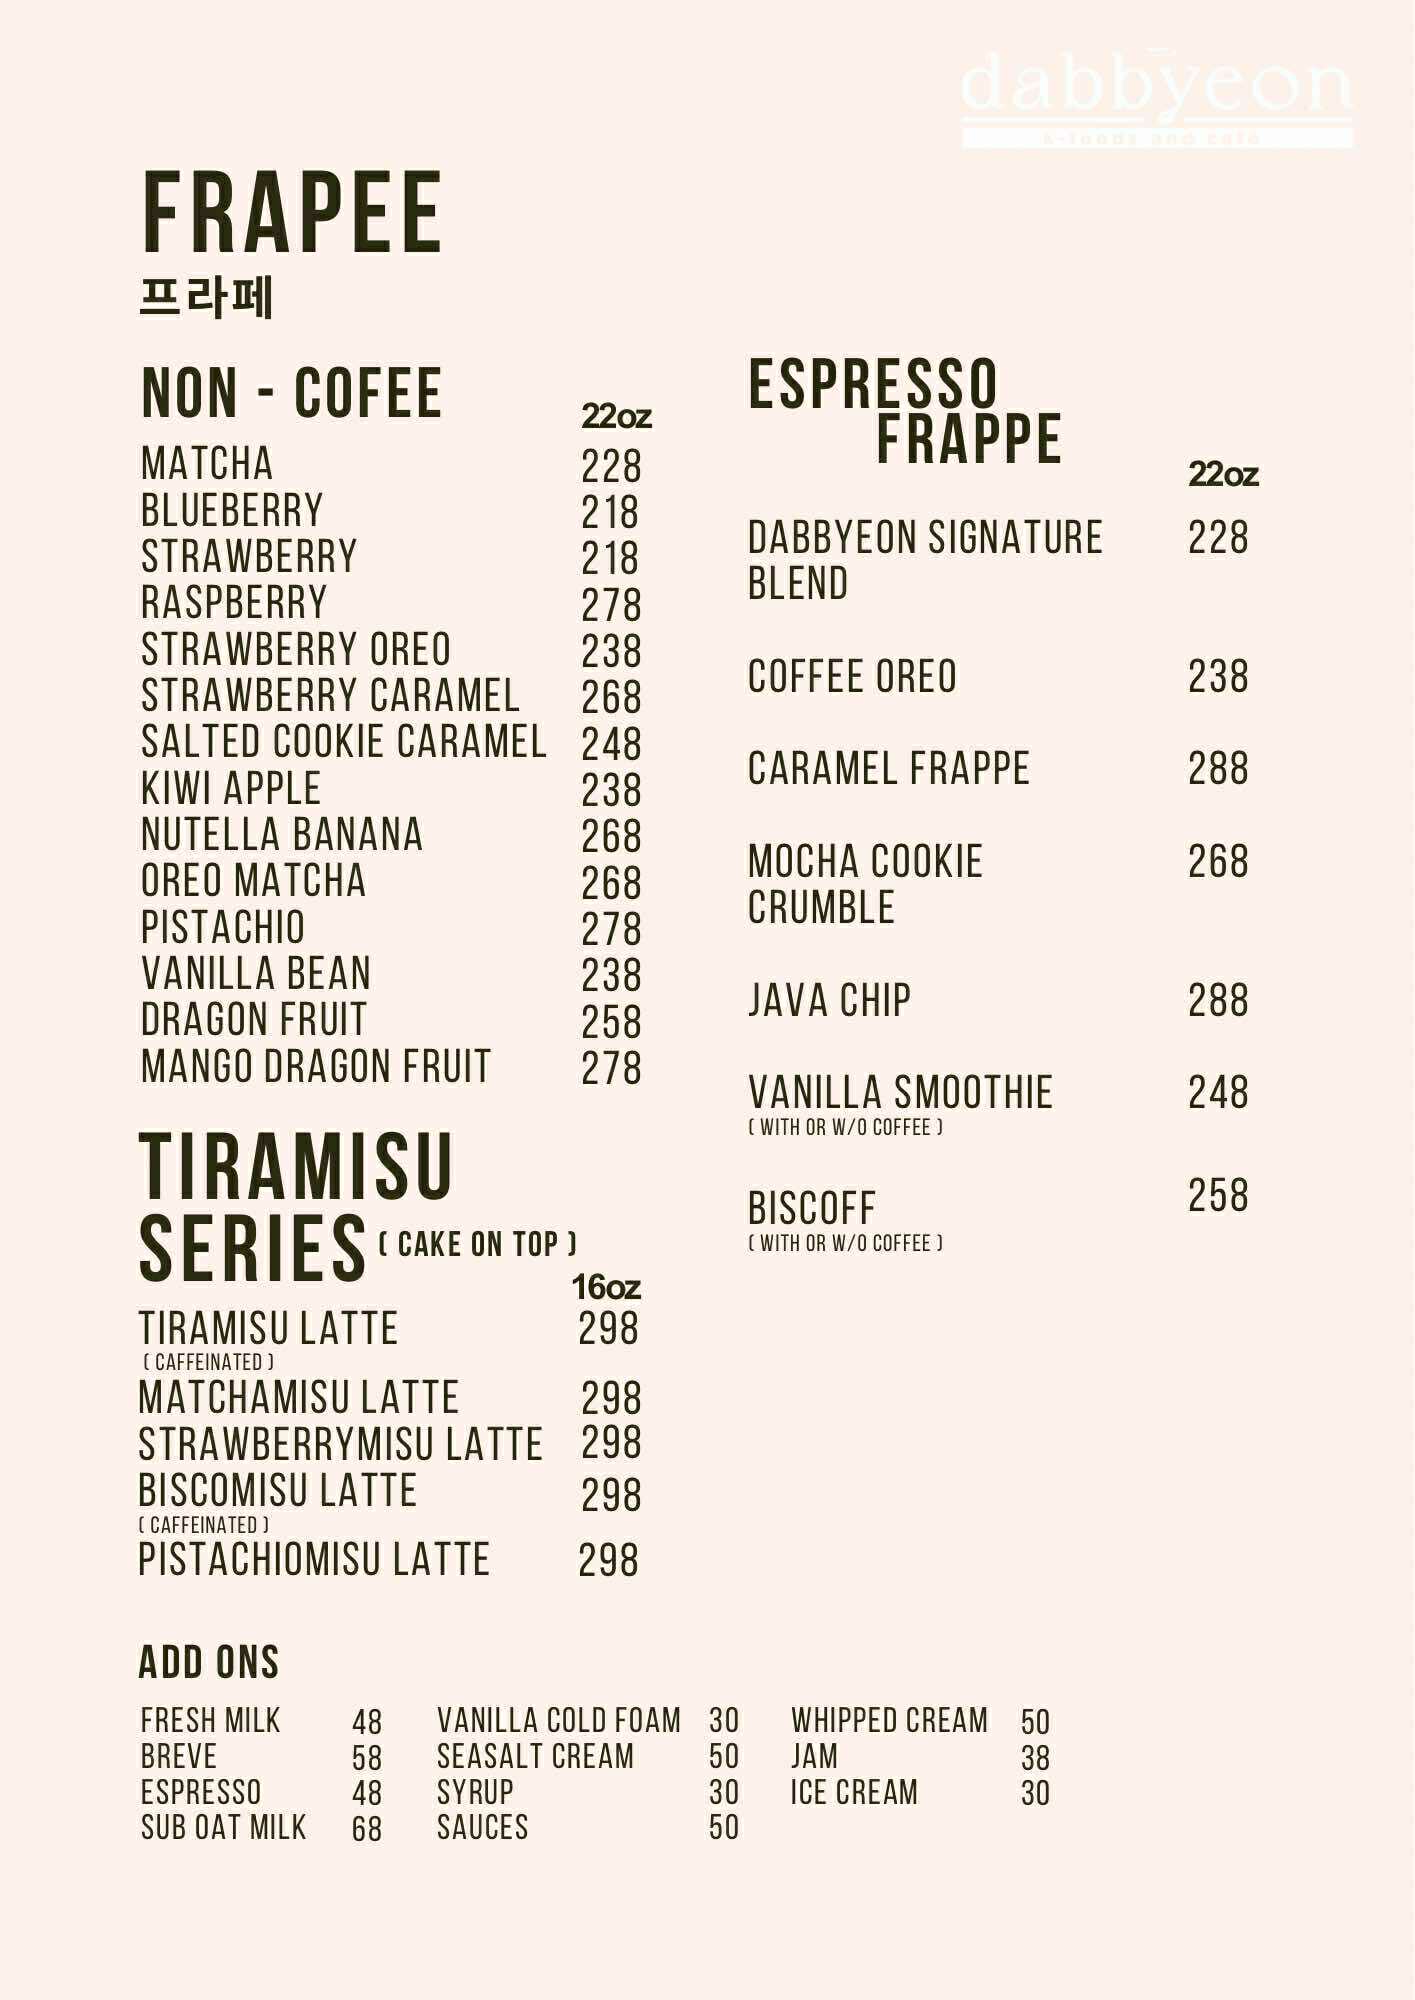 dabbyeon
k-foods and cafe
FRAPEE
프라페
NON - COFEE 22oz
MATCHA 228
BLUEBERRY 218
STRAWBERRY 218
RASPBERRY 278
STRAWBERRY OREO 238
STRAWBERRY CARAMEL 268
SALTED COOKIE CARAMEL 248
KIWI APPLE 238
NUTELLA BANANA 268
OREO MATCHA 268
PISTACHIO 278
VANILLA BEAN 238
DRAGON FRUIT 258
MANGO DRAGON FRUIT 278
TIRAMISU
SERIES ( CAKE ON TOP )
16oz
TIRAMISU LATTE 298
( CAFFEINATED )
MATCHAMISU LATTE 298
STRAWBERRYMISU LATTE 298
BISCOMISU LATTE 298
( CAFFEINATED )
PISTACHIOMISU LATTE 298
ESPRESSO
FRAPPE
22oz
DABBYEON SIGNATURE 228
BLEND
COFFEE OREO 238
CARAMEL FRAPPE 288
MOCHA COOKIE 268
CRUMBLE
JAVA CHIP 288
VANILLA SMOOTHIE 248
( WITH OR W/O COFFEE )
BISCOFF 258
( WITH OR W/O COFFEE )
ADD ONS
FRESH MILK 48
BREVE 58
ESPRESSO 48
SUB OAT MILK 68
VANILLA COLD FOAM 30
SEASALT CREAM 50
SYRUP 30
SAUCES 50
WHIPPED CREAM 50
JAM 38
ICE CREAM 30